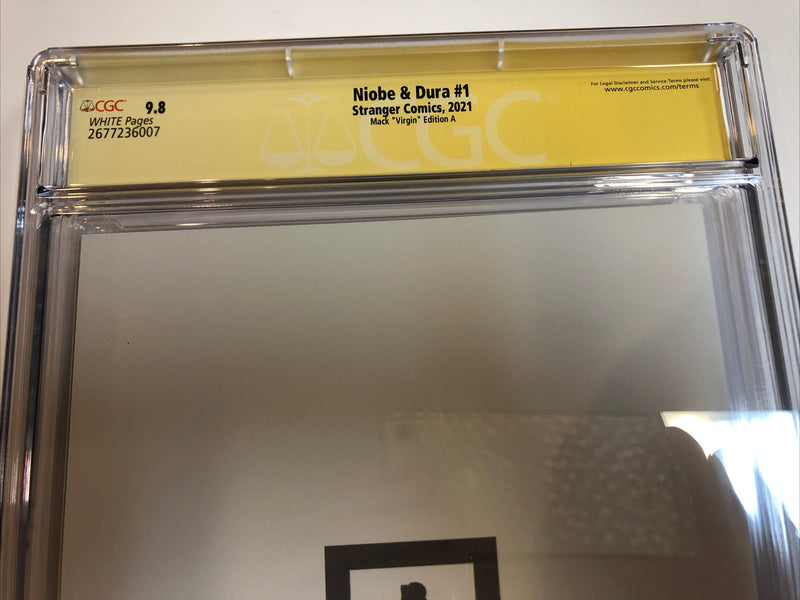 CGC 9.8
WHITE Pages
2677236007
Niobe & Dura #1
Stranger Comics, 2021
Mack "Virgin" Edition A
For Legal Disclaimer and Service Terms please visit:
www.cgccomics.com/terms
CGC